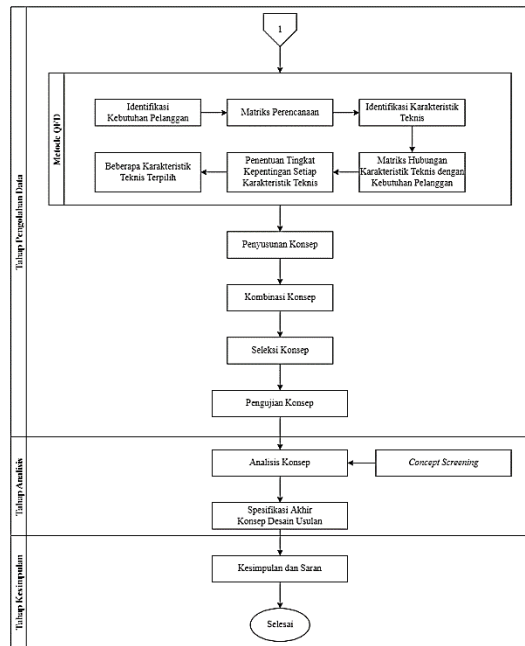 1
Tahap Pengolahan Data
Metode QFD
Identifikasi
Kebutuhan Pelanggan
Matriks Perencanaan
Identifikasi Karakteristik
Teknis
Matriks Hubungan
Karakteristik Teknis dengan
Kebutuhan Pelanggan
Penentuan Tingkat
Kepentingan Setiap
Karakteristik Teknis
Beberapa Karakteristik
Teknis Terpilih
Penyusunan Konsep
Kombinasi Konsep
Seleksi Konsep
Pengujian Konsep
Tahap Analisis
Analisis Konsep
Concept Screening
Spesifikasi Akhir
Konsep Desain Usulan
Tahap Kesimpulan
Kesimpulan dan Saran
Selesai